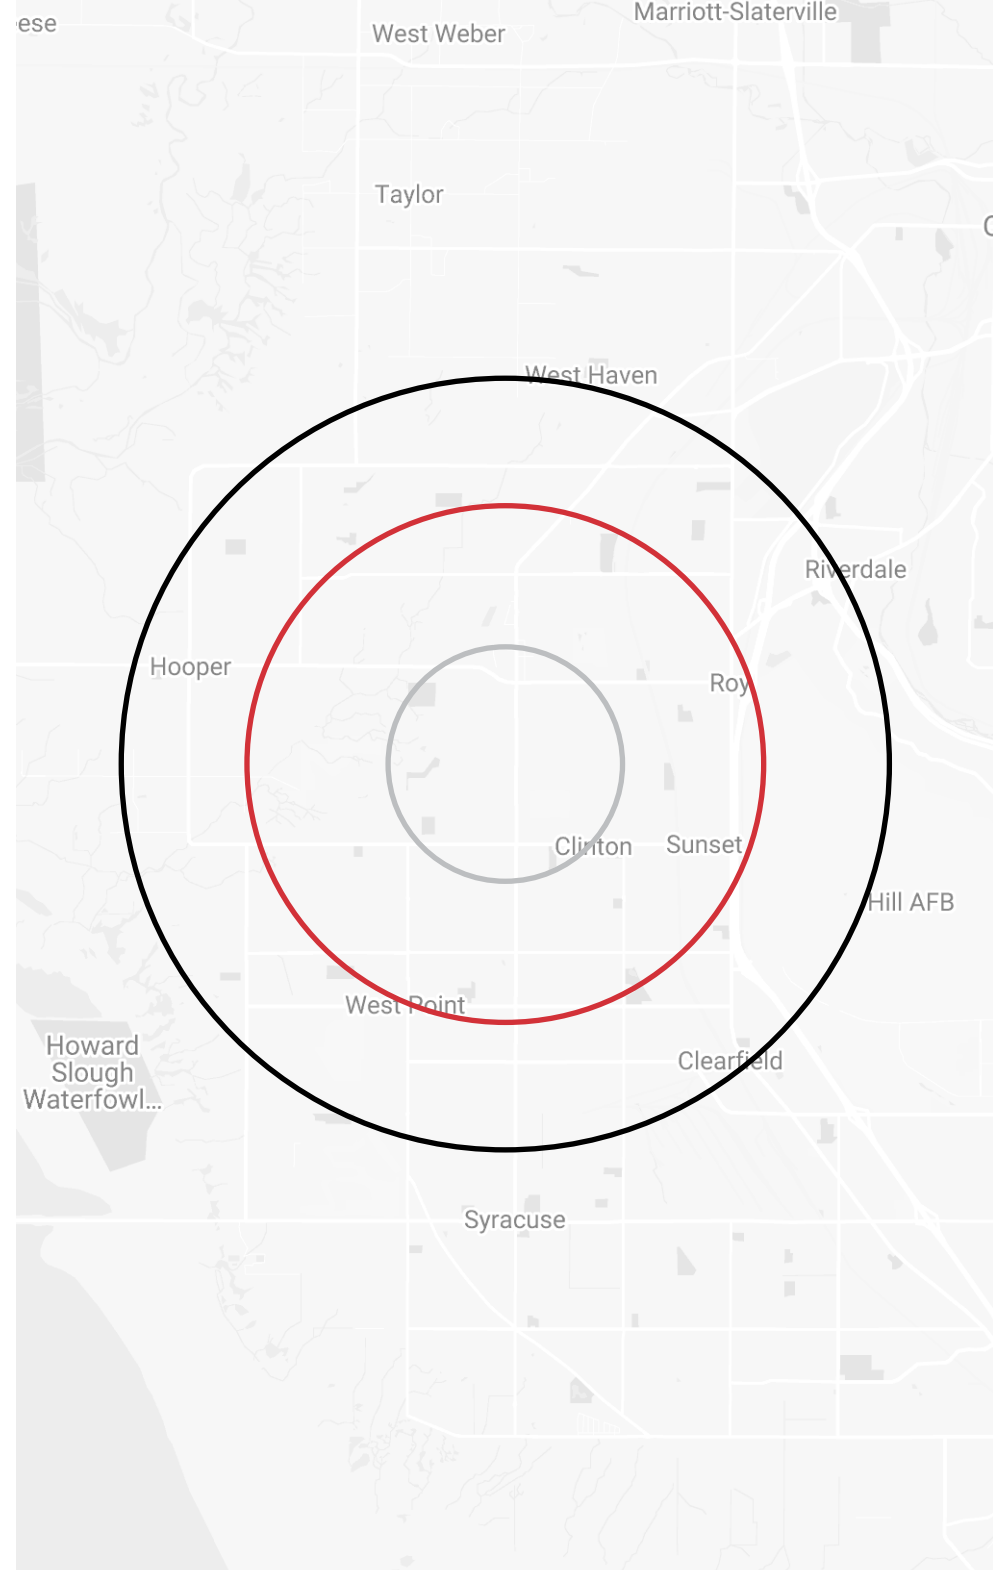 Marriott-Slaterville
ese
West Weber
Taylor
West Haven
Riverdale
Hooper
Roy
Clinton
Sunset
Hill AFB
West Point
Howard
Slough
Waterfowl...
Clearfield
Syracuse